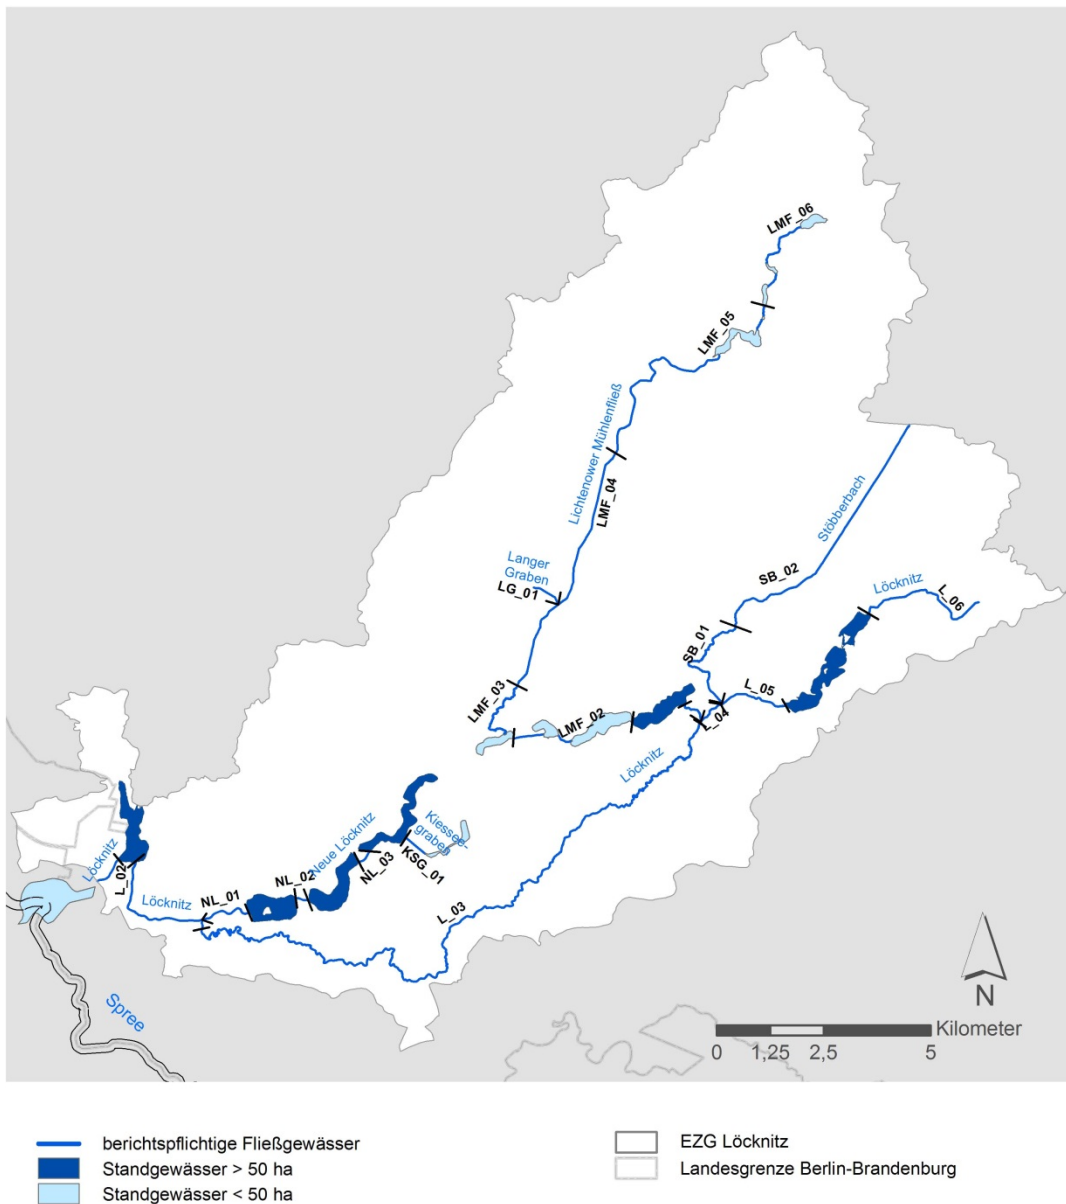 LMF_06
LMF_05
Lichtenower Mühlenfließ
LMF_04
Stöbberbach
Langer
Graben
LG_01
SB_02
Löcknitz
L_06
SB_01
LMF_03
L_05
LMF_02
L_04
Löcknitz
Neue Löcknitz
Kiessee-
graben
Löcknitz
L_02
NL_03
KSG_01
NL_02
NL_01
Löcknitz
L_03
Spree
N
Kilometer
0 1,25 2,5 5
berichtspflichtige Fließgewässer
Standgewässer > 50 ha
Standgewässer < 50 ha
EZG Löcknitz
Landesgrenze Berlin-Brandenburg